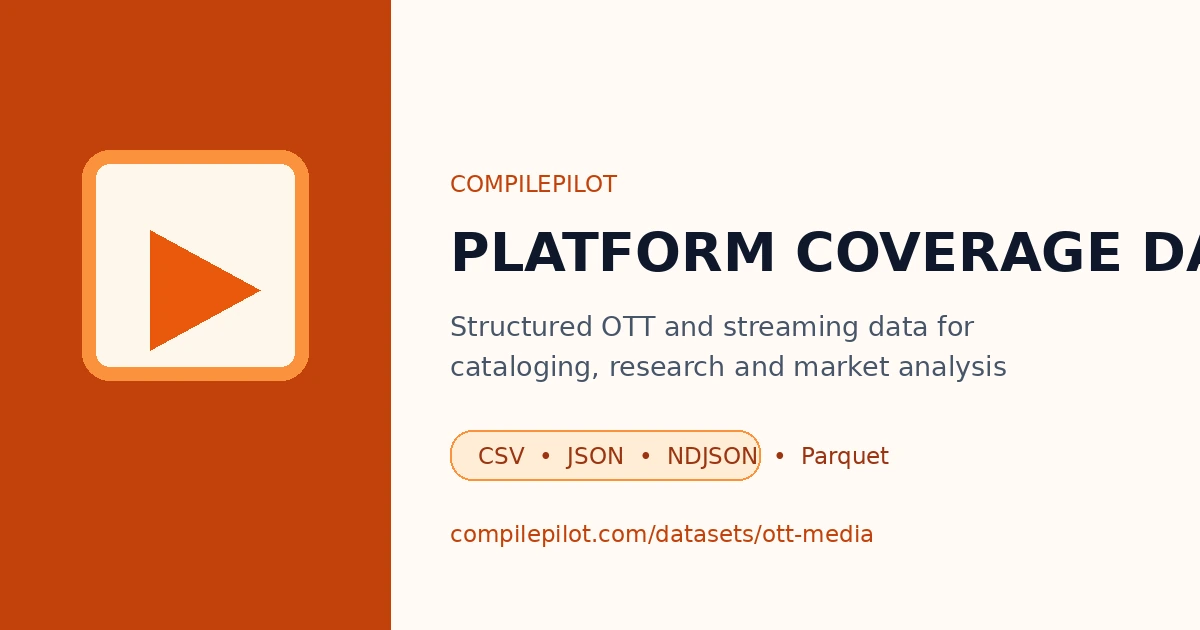 COMPILEPILOT
PLATFORM COVERAGE
Structured OTT and streaming data for
cataloging, research and market analysis
CSV • JSON • NDJSON • Parquet
compilepilot.com/datasets/ott-media